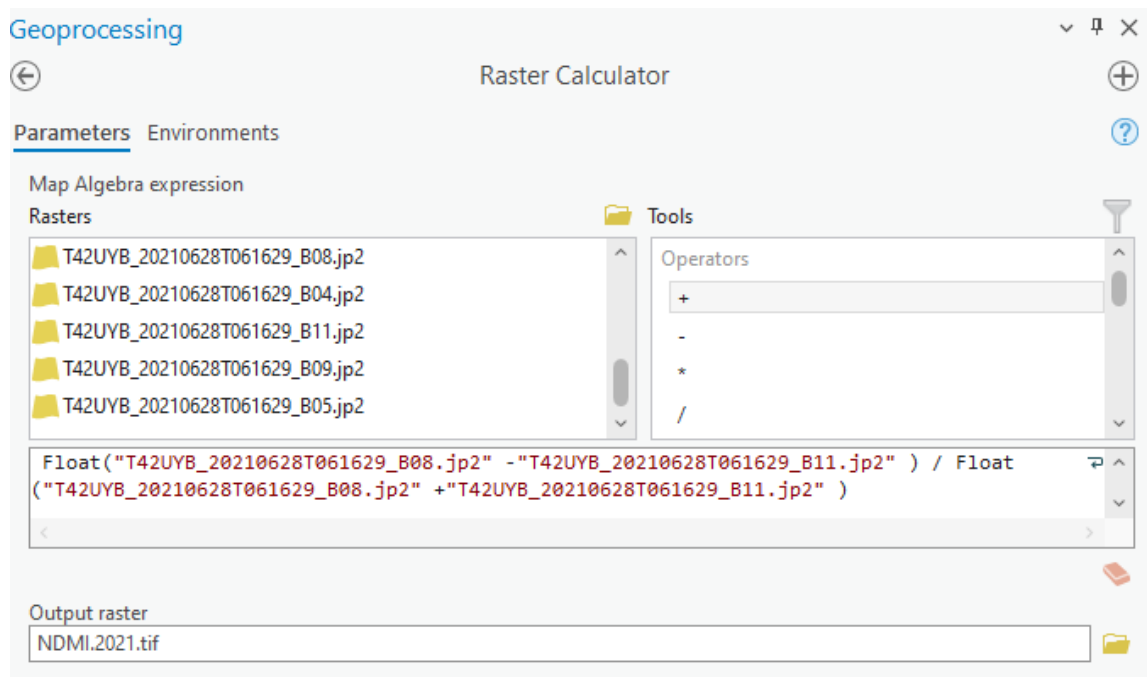 Geoprocessing
Raster Calculator
Parameters Environments
Map Algebra expression
Rasters
Tools
T42UYB_20210628T061629_B08.jp2
T42UYB_20210628T061629_B04.jp2
T42UYB_20210628T061629_B11.jp2
T42UYB_20210628T061629_B09.jp2
T42UYB_20210628T061629_B05.jp2
Operators
+
-
*
/
Float("T42UYB_20210628T061629_B08.jp2" -"T42UYB_20210628T061629_B11.jp2" ) / Float
("T42UYB_20210628T061629_B08.jp2" +"T42UYB_20210628T061629_B11.jp2" )
Output raster
NDMI.2021.tif